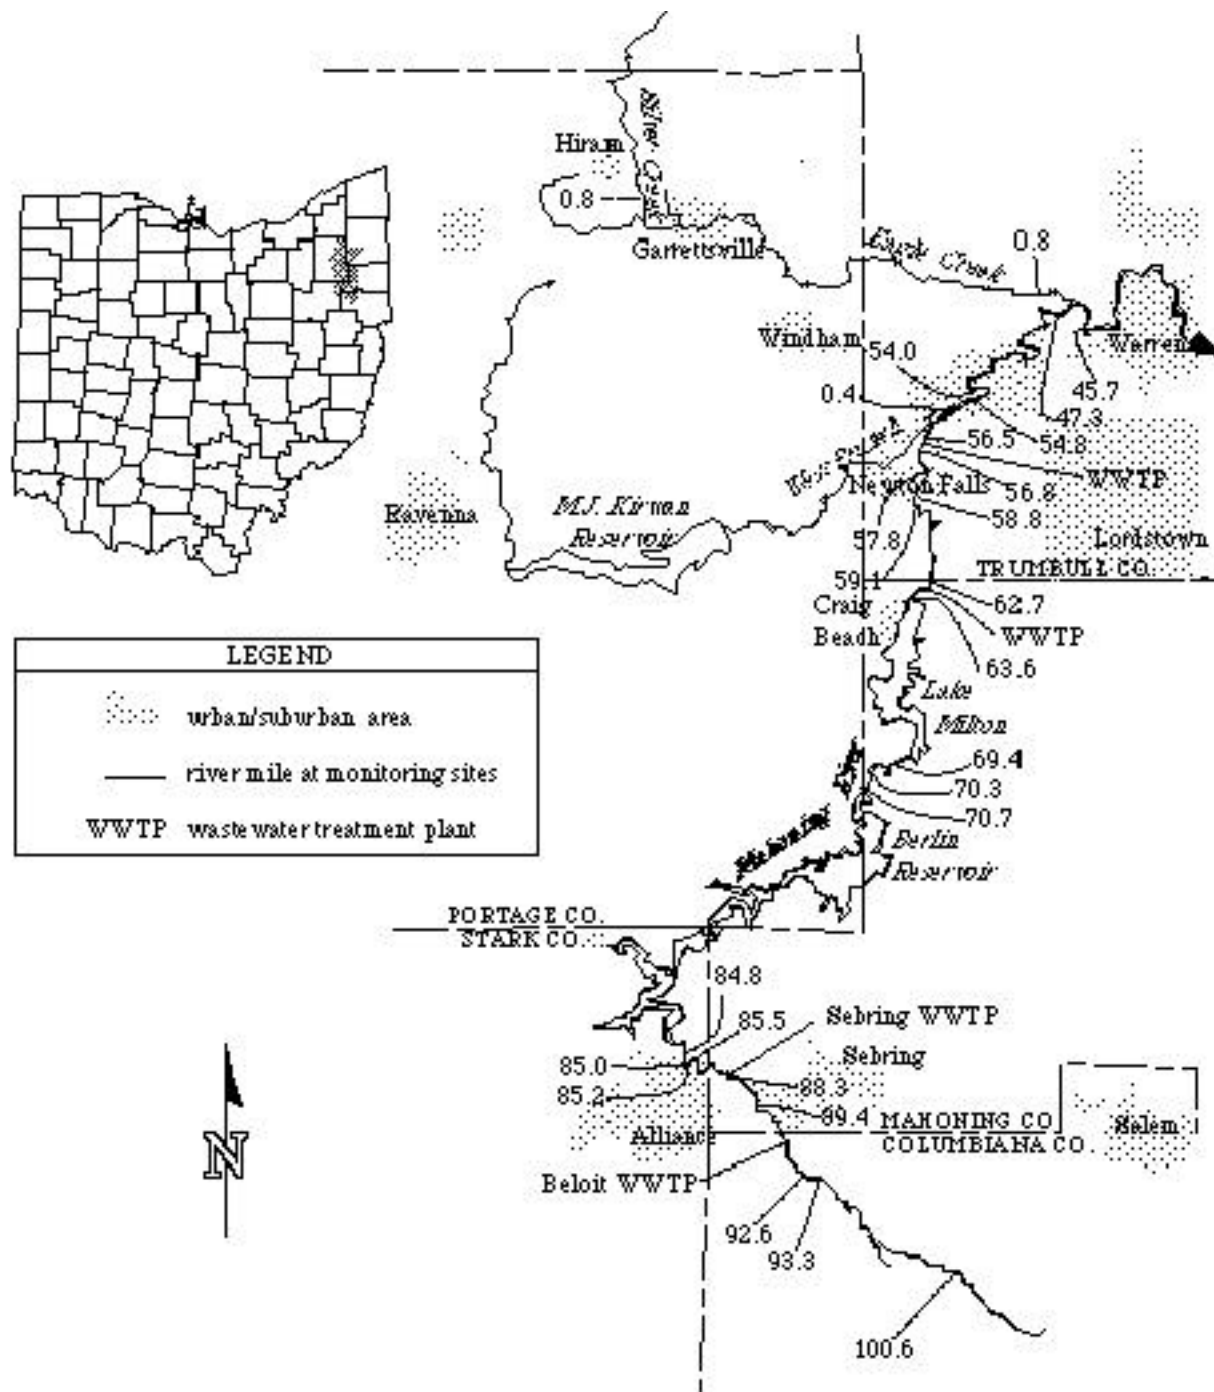 Hiram
Silver Creek
0.8
Garrettsville
Eagle Creek
0.8
Windham
54.0
Warren
45.7
0.4
47.3
54.8
56.5
West Branch
WWTP
Newton Falls
56.8
Ravenna
M.J. Kirwan
Reservoir
58.8
57.8
Lordstown
59.1
TRUMBULL CO.
Craig
Beach
62.7
WWTP
63.6
LEGEND
urban/suburban area
river mile at monitoring sites
WWTP wastewater treatment plant
Lake
Milton
69.4
70.3
70.7
Berlin
Reservoir
PORTAGE CO.
STARK CO.
84.8
85.5
Sebring WWTP
Sebring
85.0
85.2
88.3
89.4
MAHONING CO.
COLUMBIANA CO.
Salem
Alliance
Beloit WWTP
92.6
93.3
100.6
N